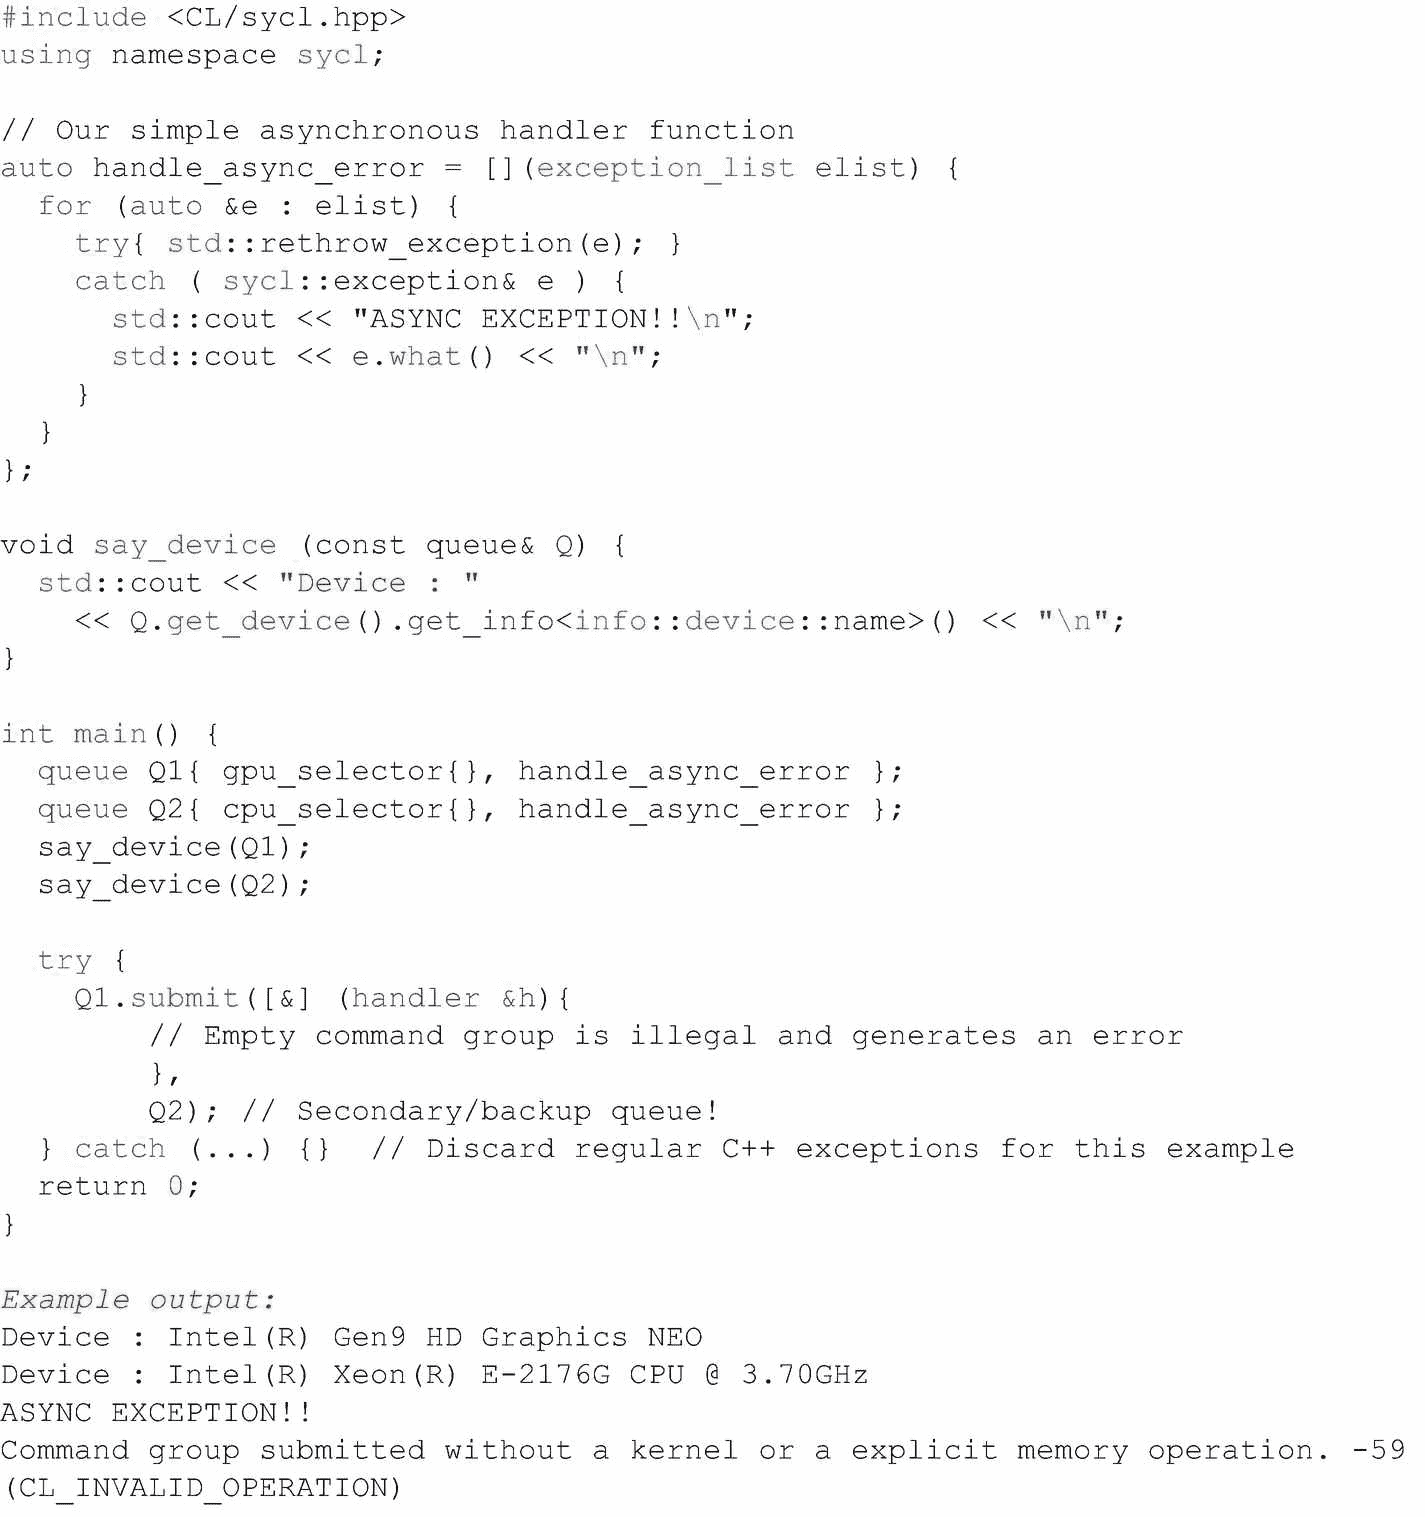 #include <CL/sycl.hpp>
using namespace sycl;

// Our simple asynchronous handler function
auto handle_async_error = [](exception_list elist) {
  for (auto &e : elist) {
    try{ std::rethrow_exception(e); }
    catch ( sycl::exception& e ) {
      std::cout << "ASYNC EXCEPTION!!\n";
      std::cout << e.what() << "\n";
    }
  }
};

void say_device (const queue& Q) {
  std::cout << "Device : "
    << Q.get_device().get_info<info::device::name>() << "\n";
}

int main() {
  queue Q1{ gpu_selector{}, handle_async_error };
  queue Q2{ cpu_selector{}, handle_async_error };
  say_device(Q1);
  say_device(Q2);

  try {
    Q1.submit([&] (handler &h){
        // Empty command group is illegal and generates an error
        },
        Q2); // Secondary/backup queue!
  } catch (...) {}  // Discard regular C++ exceptions for this example
  return 0;
}

Example output:
Device : Intel(R) Gen9 HD Graphics NEO
Device : Intel(R) Xeon(R) E-2176G CPU @ 3.70GHz
ASYNC EXCEPTION!!
Command group submitted without a kernel or a explicit memory operation. -59
(CL_INVALID_OPERATION)